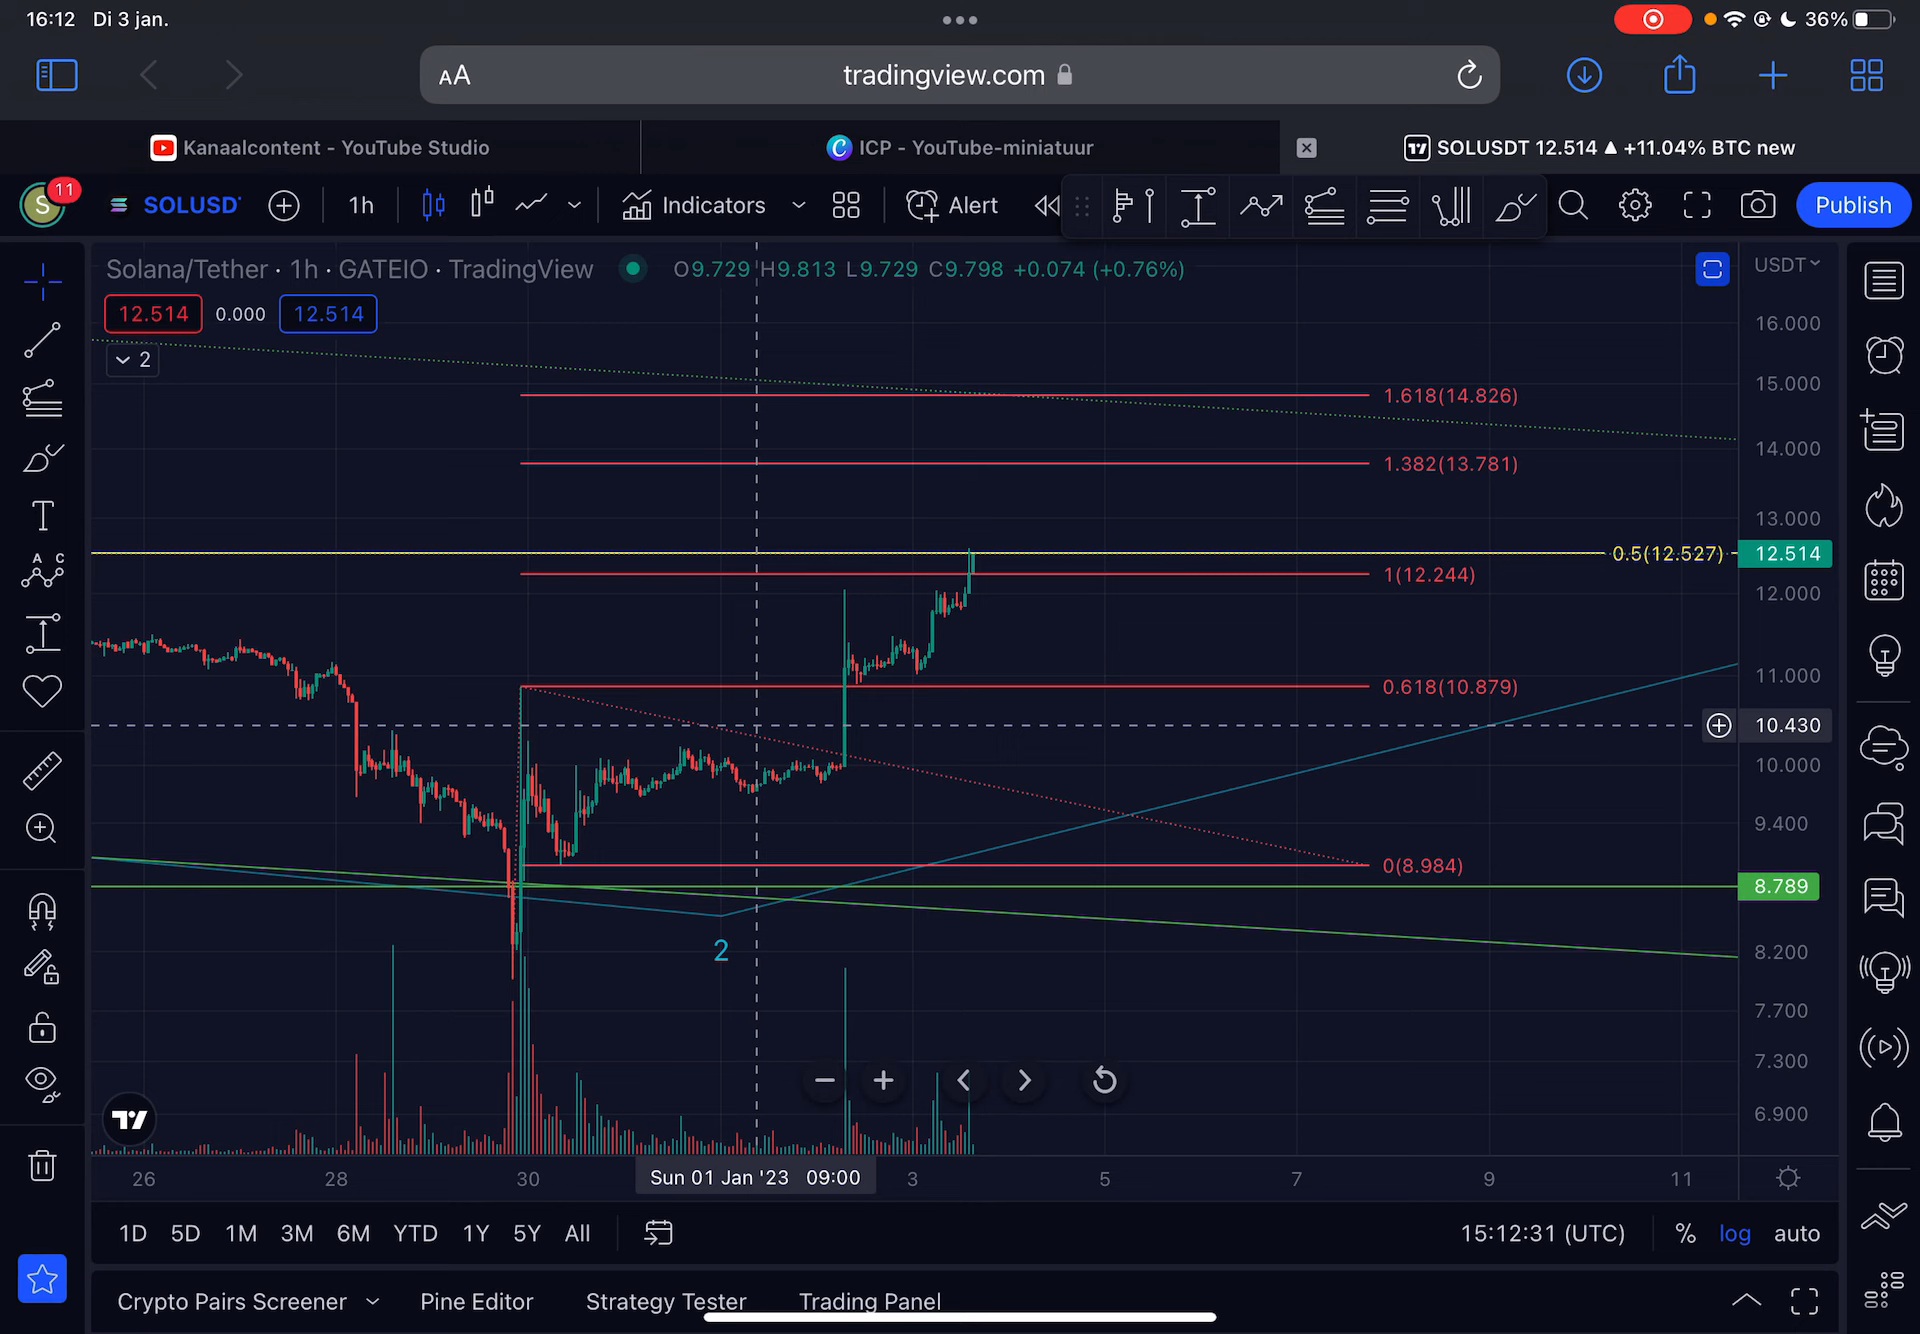 16:12 Di 3 jan. 36%
AA tradingview.com
Kanaalcontent - YouTube Studio
ICP - YouTube-miniatuur
SOLUSDT 12.514 ▲ +11.04% BTC new
S 11 SOLUSD 1h Indicators Alert Publish
Solana/Tether · 1h · GATEIO · TradingView O9.729 H9.813 L9.729 C9.798 +0.074 (+0.76%)
USDT
12.514 0.000 12.514
2
16.000
15.000
1.618(14.826)
14.000
1.382(13.781)
13.000
0.5(12.527) 12.514
1(12.244)
12.000
11.000
0.618(10.879)
10.430
10.000
9.400
0(8.984)
8.789
2
8.200
7.700
7.300
6.900
26 28 30 Sun 01 Jan '23 09:00 3 5 7 9 11
1D 5D 1M 3M 6M YTD 1Y 5Y All 15:12:31 (UTC) % log auto
Crypto Pairs Screener Pine Editor Strategy Tester Trading Panel